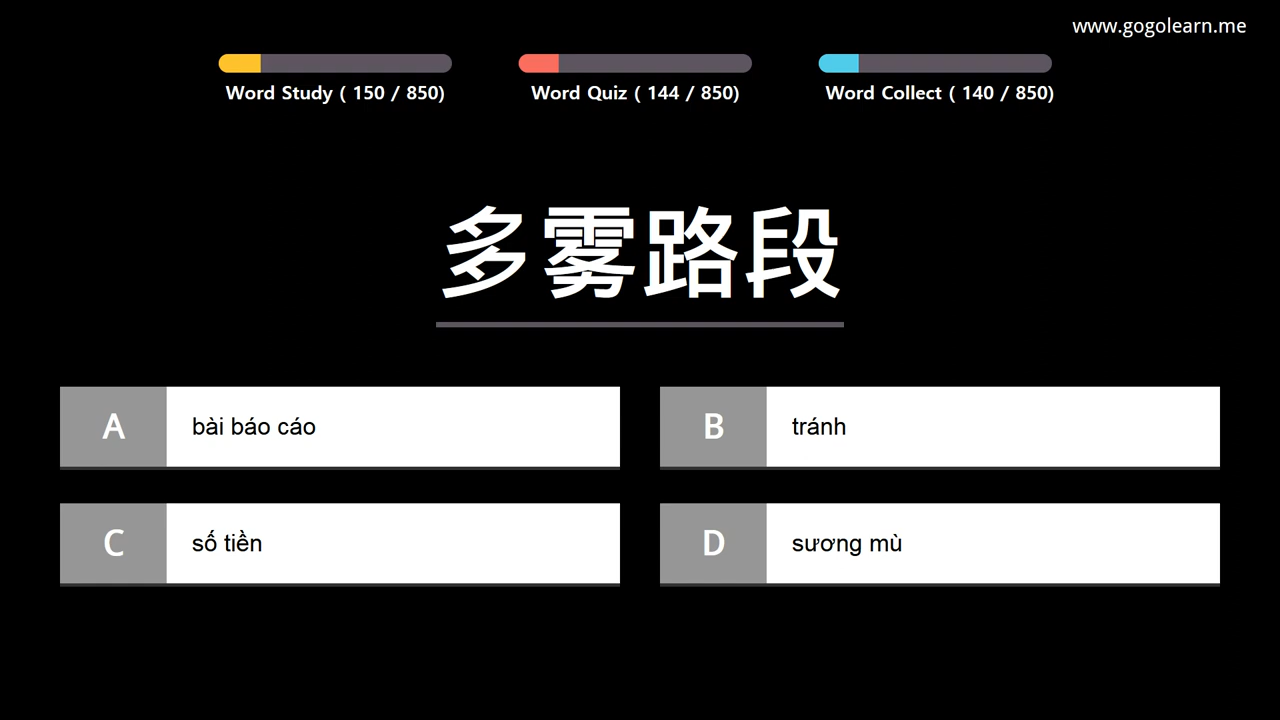 www.gogolearn.me
Word Study ( 150 / 850)
Word Quiz ( 144 / 850)
Word Collect ( 140 / 850)
多雾路段
A
bài báo cáo
B
tránh
C
số tiền
D
sương mù